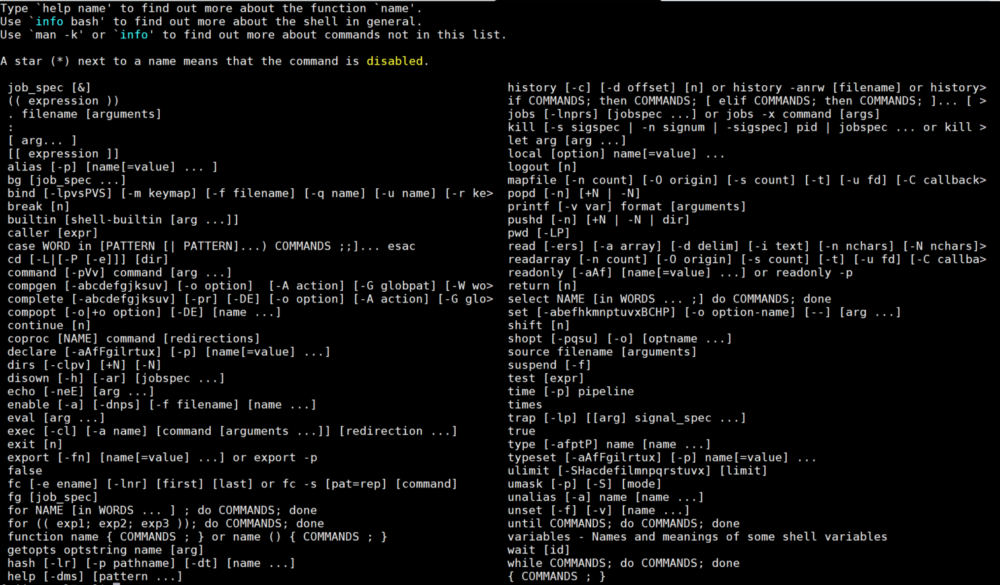 Type `help name' to find out more about the function `name'.
Use `info bash' to find out more about the shell in general.
Use `man -k' or `info' to find out more about commands not in this list.
A star (*) next to a name means that the command is disabled.
job_spec [&]
(( expression ))
. filename [arguments]
:
[ arg... ]
[[ expression ]]
alias [-p] [name[=value] ... ]
bg [job_spec ...]
bind [-lpvsPVS] [-m keymap] [-f filename] [-q name] [-u name] [-r ke>
break [n]
builtin [shell-builtin [arg ...]]
caller [expr]
case WORD in [PATTERN [| PATTERN]...) COMMANDS ;;]... esac
cd [-L|[-P [-e]]] [dir]
command [-pVv] command [arg ...]
compgen [-abcdefgjksuv] [-o option]  [-A action] [-G globpat] [-W wo>
complete [-abcdefgjksuv] [-pr] [-DE] [-o option] [-A action] [-G glo>
compopt [-o|+o option] [-DE] [name ...]
continue [n]
coproc [NAME] command [redirections]
declare [-aAfFgilrtux] [-p] [name[=value] ...]
dirs [-clpv] [+N] [-N]
disown [-h] [-ar] [jobspec ...]
echo [-neE] [arg ...]
enable [-a] [-dnps] [-f filename] [name ...]
eval [arg ...]
exec [-cl] [-a name] [command [arguments ...]] [redirection ...]
exit [n]
export [-fn] [name[=value] ...] or export -p
false
fc [-e ename] [-lnr] [first] [last] or fc -s [pat=rep] [command]
fg [job_spec]
for NAME [in WORDS ... ] ; do COMMANDS; done
for (( exp1; exp2; exp3 )); do COMMANDS; done
function name { COMMANDS ; } or name () { COMMANDS ; }
getopts optstring name [arg]
hash [-lr] [-p pathname] [-dt] [name ...]
help [-dms] [pattern ...]
history [-c] [-d offset] [n] or history -anrw [filename] or history>
if COMMANDS; then COMMANDS; [ elif COMMANDS; then COMMANDS; ]... [ >
jobs [-lnprs] [jobspec ...] or jobs -x command [args]
kill [-s sigspec | -n signum | -sigspec] pid | jobspec ... or kill >
let arg [arg ...]
local [option] name[=value] ...
logout [n]
mapfile [-n count] [-O origin] [-s count] [-t] [-u fd] [-C callback>
popd [-n] [+N | -N]
printf [-v var] format [arguments]
pushd [-n] [+N | -N | dir]
pwd [-LP]
read [-ers] [-a array] [-d delim] [-i text] [-n nchars] [-N nchars]>
readarray [-n count] [-O origin] [-s count] [-t] [-u fd] [-C callba>
readonly [-aAf] [name[=value] ...] or readonly -p
return [n]
select NAME [in WORDS ... ;] do COMMANDS; done
set [-abefhkmnptuvxBCHP] [-o option-name] [--] [arg ...]
shift [n]
shopt [-pqsu] [-o] [optname ...]
source filename [arguments]
suspend [-f]
test [expr]
time [-p] pipeline
times
trap [-lp] [[arg] signal_spec ...]
true
type [-afptP] name [name ...]
typeset [-aAfFgilrtux] [-p] name[=value] ...
ulimit [-SHacdefilmnpqrstuvx] [limit]
umask [-p] [-S] [mode]
unalias [-a] name [name ...]
unset [-f] [-v] [name ...]
until COMMANDS; do COMMANDS; done
variables - Names and meanings of some shell variables
wait [id]
while COMMANDS; do COMMANDS; done
{ COMMANDS ; }